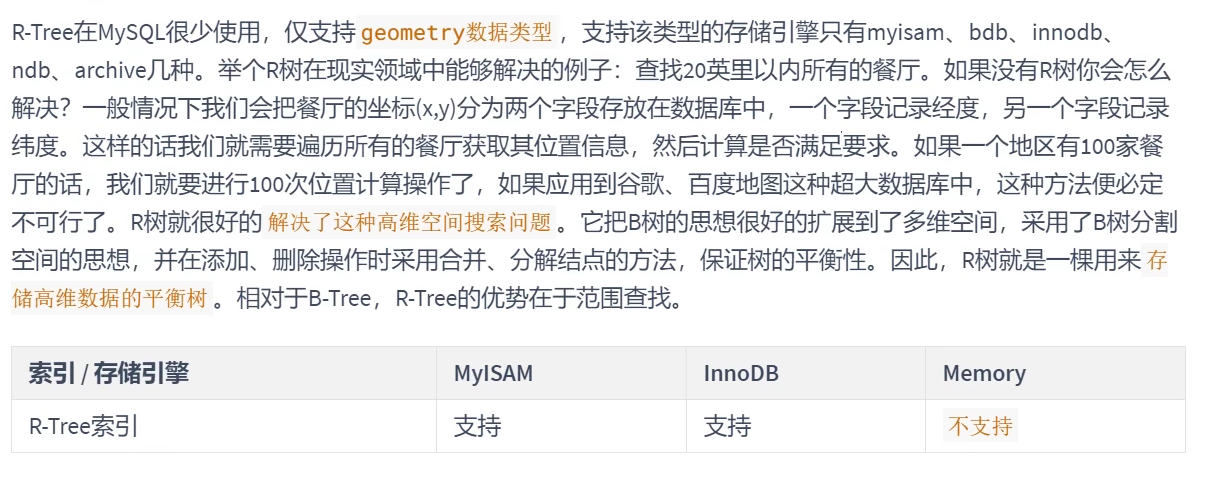 R-Tree在MySQL很少使用，仅支持 geometry数据类型 ，支持该类型的存储引擎只有myisam、bdb、innodb、
ndb、archive几种。举个R树在现实领域中能够解决的例子：查找20英里以内所有的餐厅。如果没有R树你会怎么
解决？一般情况下我们会把餐厅的坐标(x,y)分为两个字段存放在数据库中，一个字段记录经度，另一个字段记录
纬度。这样的话我们就需要遍历所有的餐厅获取其位置信息，然后计算是否满足要求。如果一个地区有100家餐
厅的话，我们就要进行100次位置计算操作了，如果应用到谷歌、百度地图这种超大数据库中，这种方法便必定
不可行了。R树就很好的 解决了这种高维空间搜索问题 。它把B树的思想很好的扩展到了多维空间，采用了B树分割
空间的思想，并在添加、删除操作时采用合并、分解结点的方法，保证树的平衡性。因此，R树就是一棵用来 存
储高维数据的平衡树 。相对于B-Tree，R-Tree的优势在于范围查找。
索引 / 存储引擎 MyISAM InnoDB Memory
R-Tree索引 支持 支持 不支持